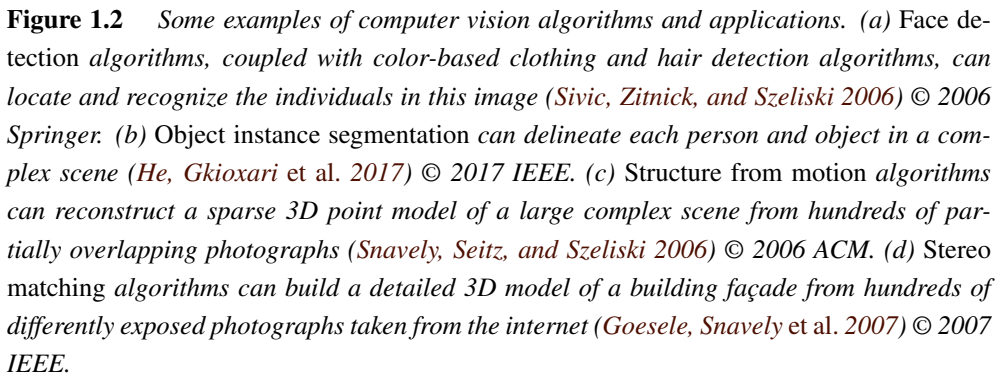 Figure 1.2 Some examples of computer vision algorithms and applications. (a) Face de-
tection algorithms, coupled with color-based clothing and hair detection algorithms, can
locate and recognize the individuals in this image (Sivic, Zitnick, and Szeliski 2006) © 2006
Springer. (b) Object instance segmentation can delineate each person and object in a com-
plex scene (He, Gkioxari et al. 2017) © 2017 IEEE. (c) Structure from motion algorithms
can reconstruct a sparse 3D point model of a large complex scene from hundreds of par-
tially overlapping photographs (Snavely, Seitz, and Szeliski 2006) © 2006 ACM. (d) Stereo
matching algorithms can build a detailed 3D model of a building façade from hundreds of
differently exposed photographs taken from the internet (Goesele, Snavely et al. 2007) © 2007
IEEE.